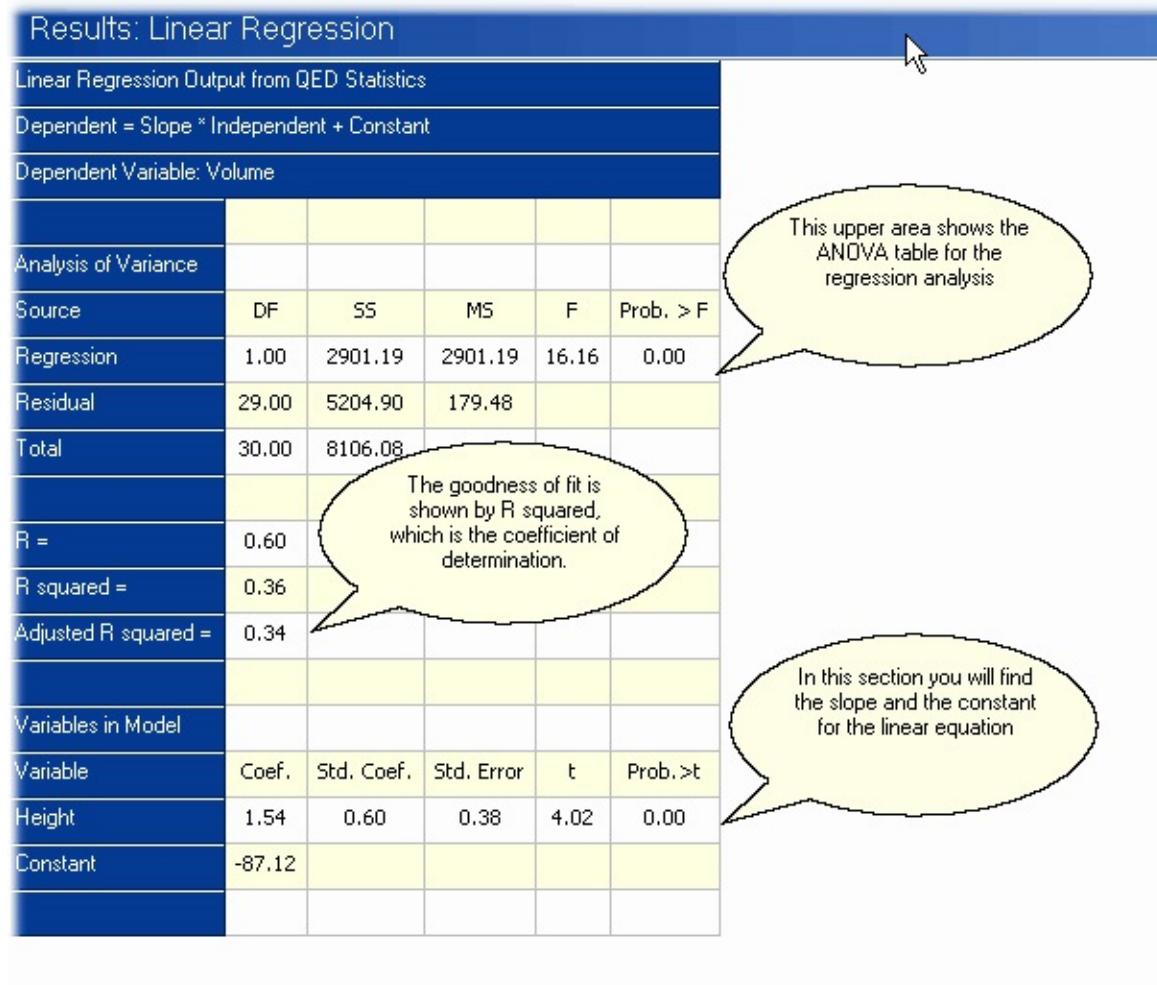 Results: Linear Regression
Linear Regression Output from QED Statistics
Dependent = Slope * Independent + Constant
Dependent Variable: Volume
Analysis of Variance
Source DF SS MS F Prob. > F
Regression 1.00 2901.19 2901.19 16.16 0.00
Residual 29.00 5204.90 179.48
Total 30.00 8106.08
R = 0.60
R squared = 0.36
Adjusted R squared = 0.34
Variables in Model
Variable Coef. Std. Coef. Std. Error t Prob.>t
Height 1.54 0.60 0.38 4.02 0.00
Constant -87.12
This upper area shows the
ANOVA table for the
regression analysis
The goodness of fit is
shown by R squared,
which is the coefficient of
determination.
In this section you will find
the slope and the constant
for the linear equation